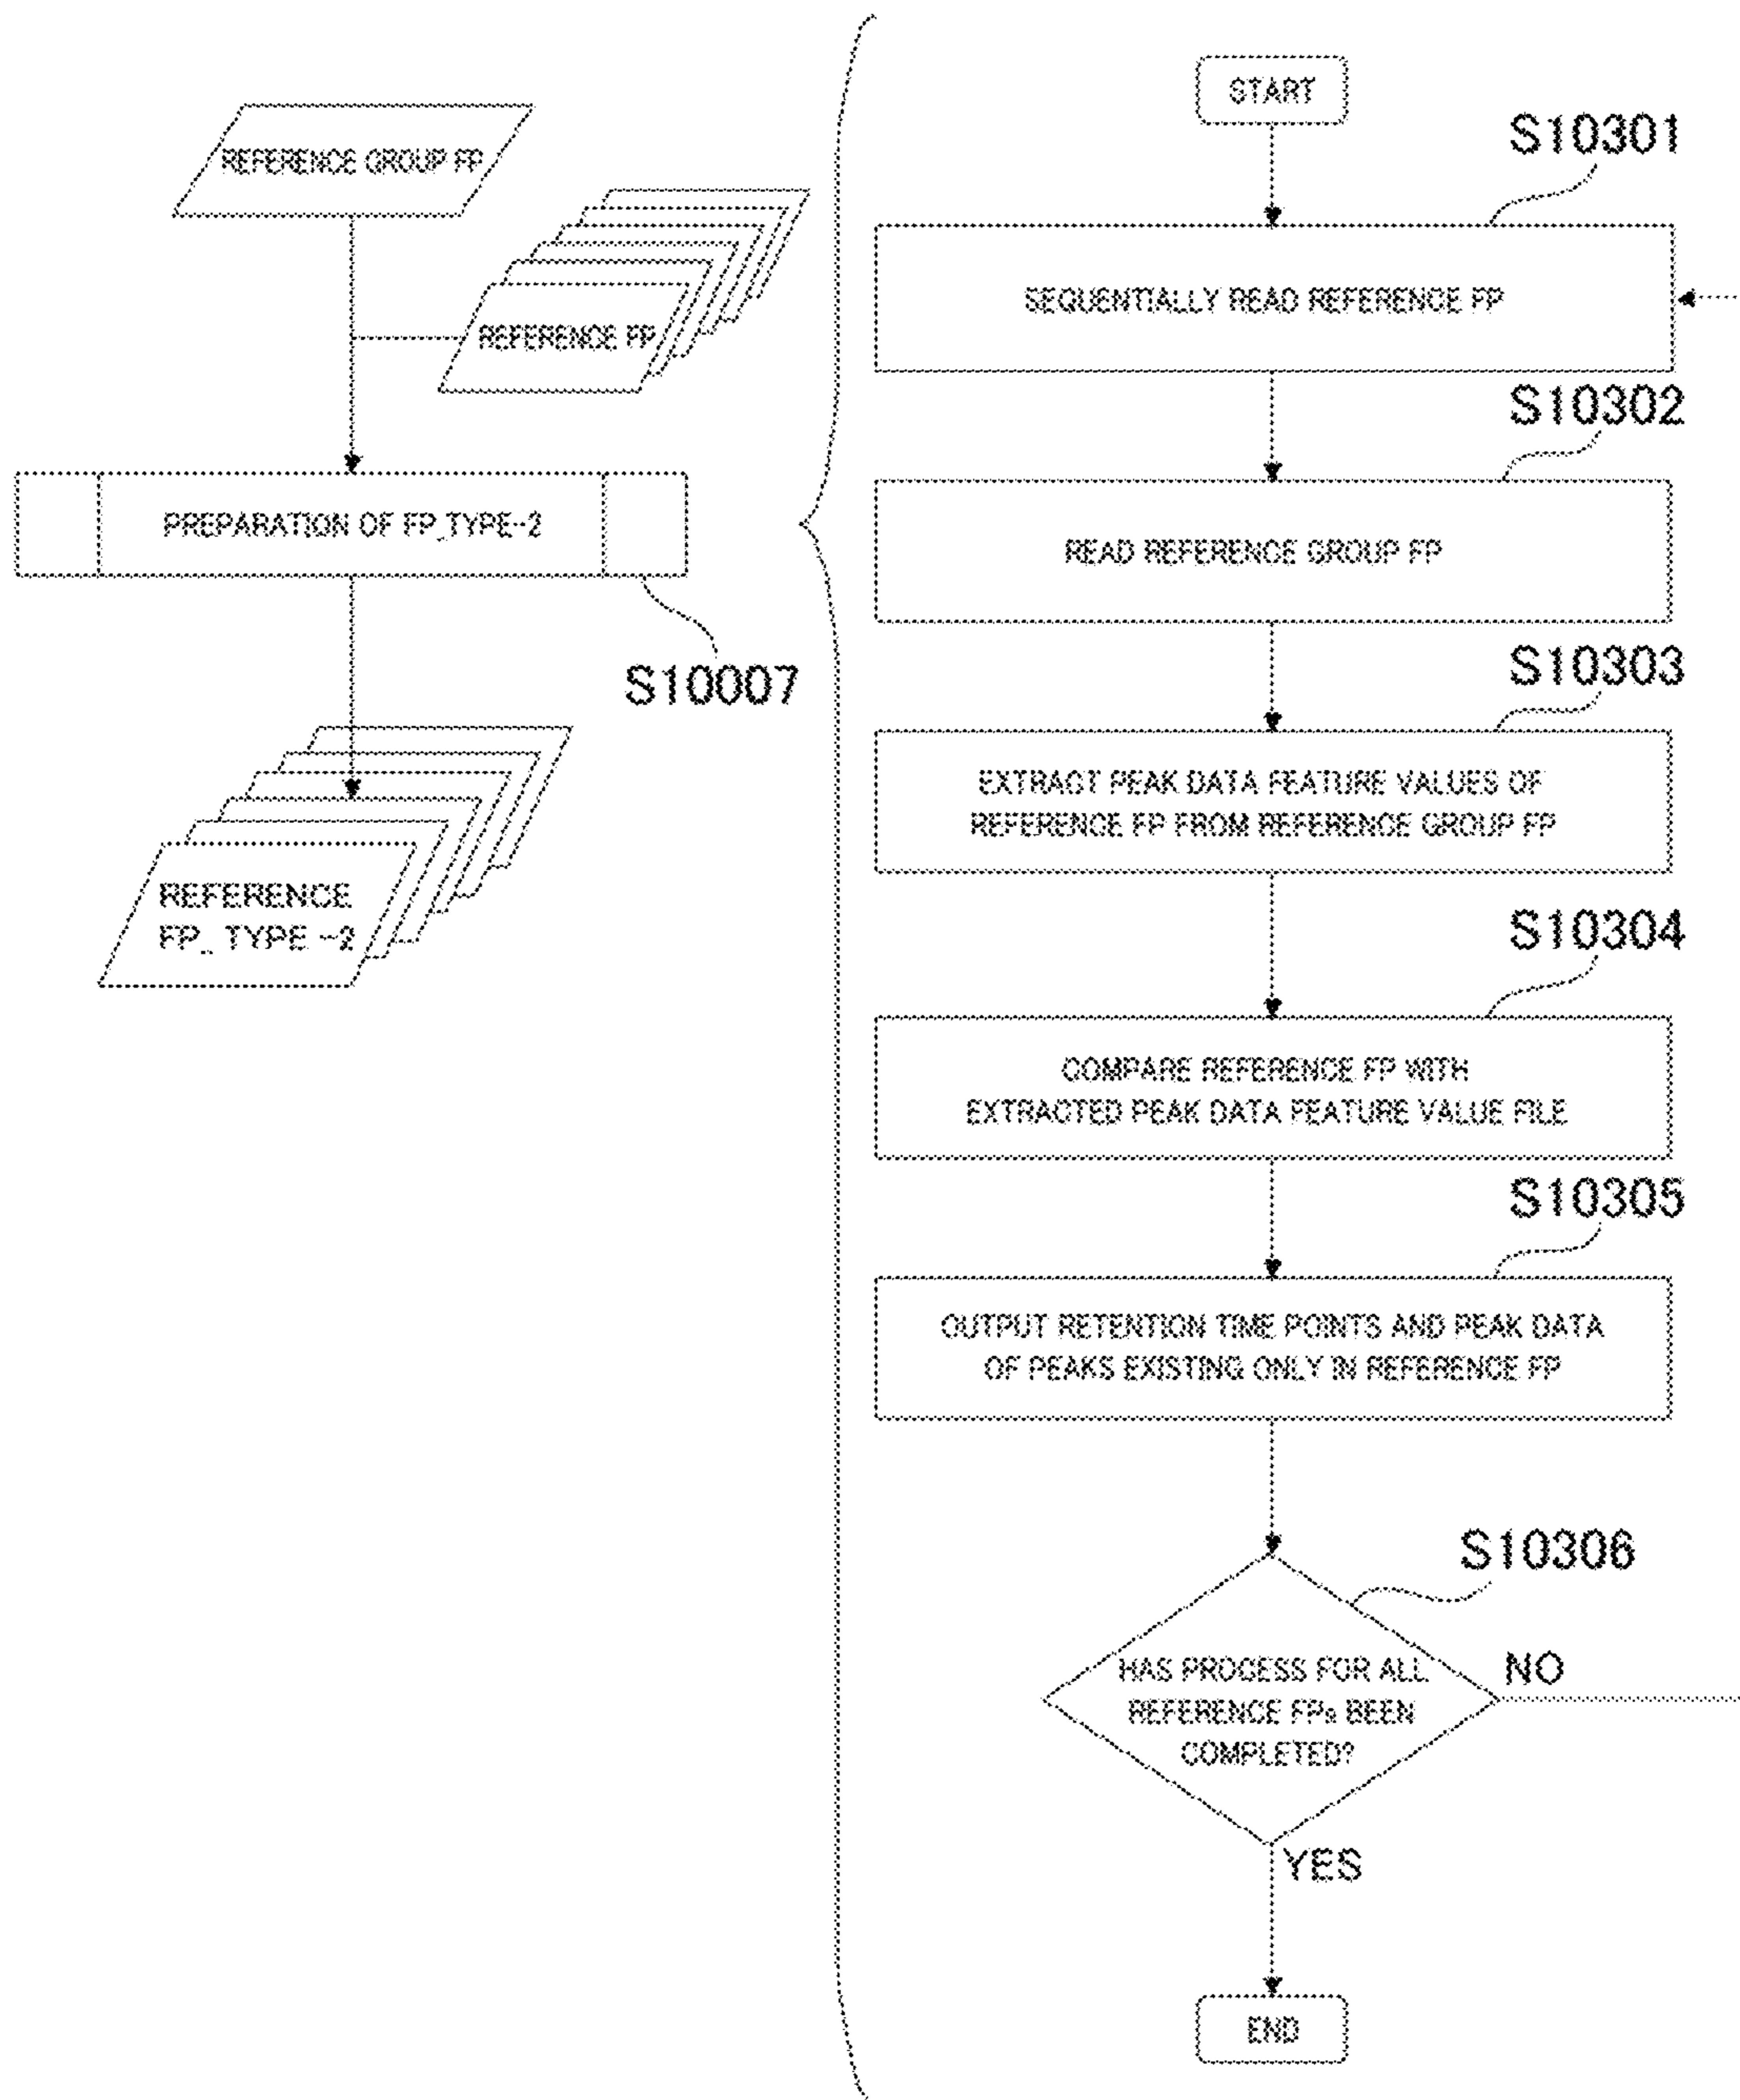 REFERENCE GROUP FP
REFERENCE FP
PREPARATION OF FP_TYPE-2
S10007
REFERENCE
FP_ TYPE -2
START
S10301
SEQUENTIALLY READ REFERENCE FP
S10302
READ REFERENCE GROUP FP
S10303
EXTRACT PEAK DATA FEATURE VALUES OF
REFERENCE FP FROM REFERENCE GROUP FP
S10304
COMPARE REFERENCE FP WITH
EXTRACTED PEAK DATA FEATURE VALUE FILE
S10305
OUTPUT RETENTION TIME POINTS AND PEAK DATA
OF PEAKS EXISTING ONLY IN REFERENCE FP
S10306
HAS PROCESS FOR ALL
REFERENCE FPs BEEN
COMPLETED?
NO
YES
END